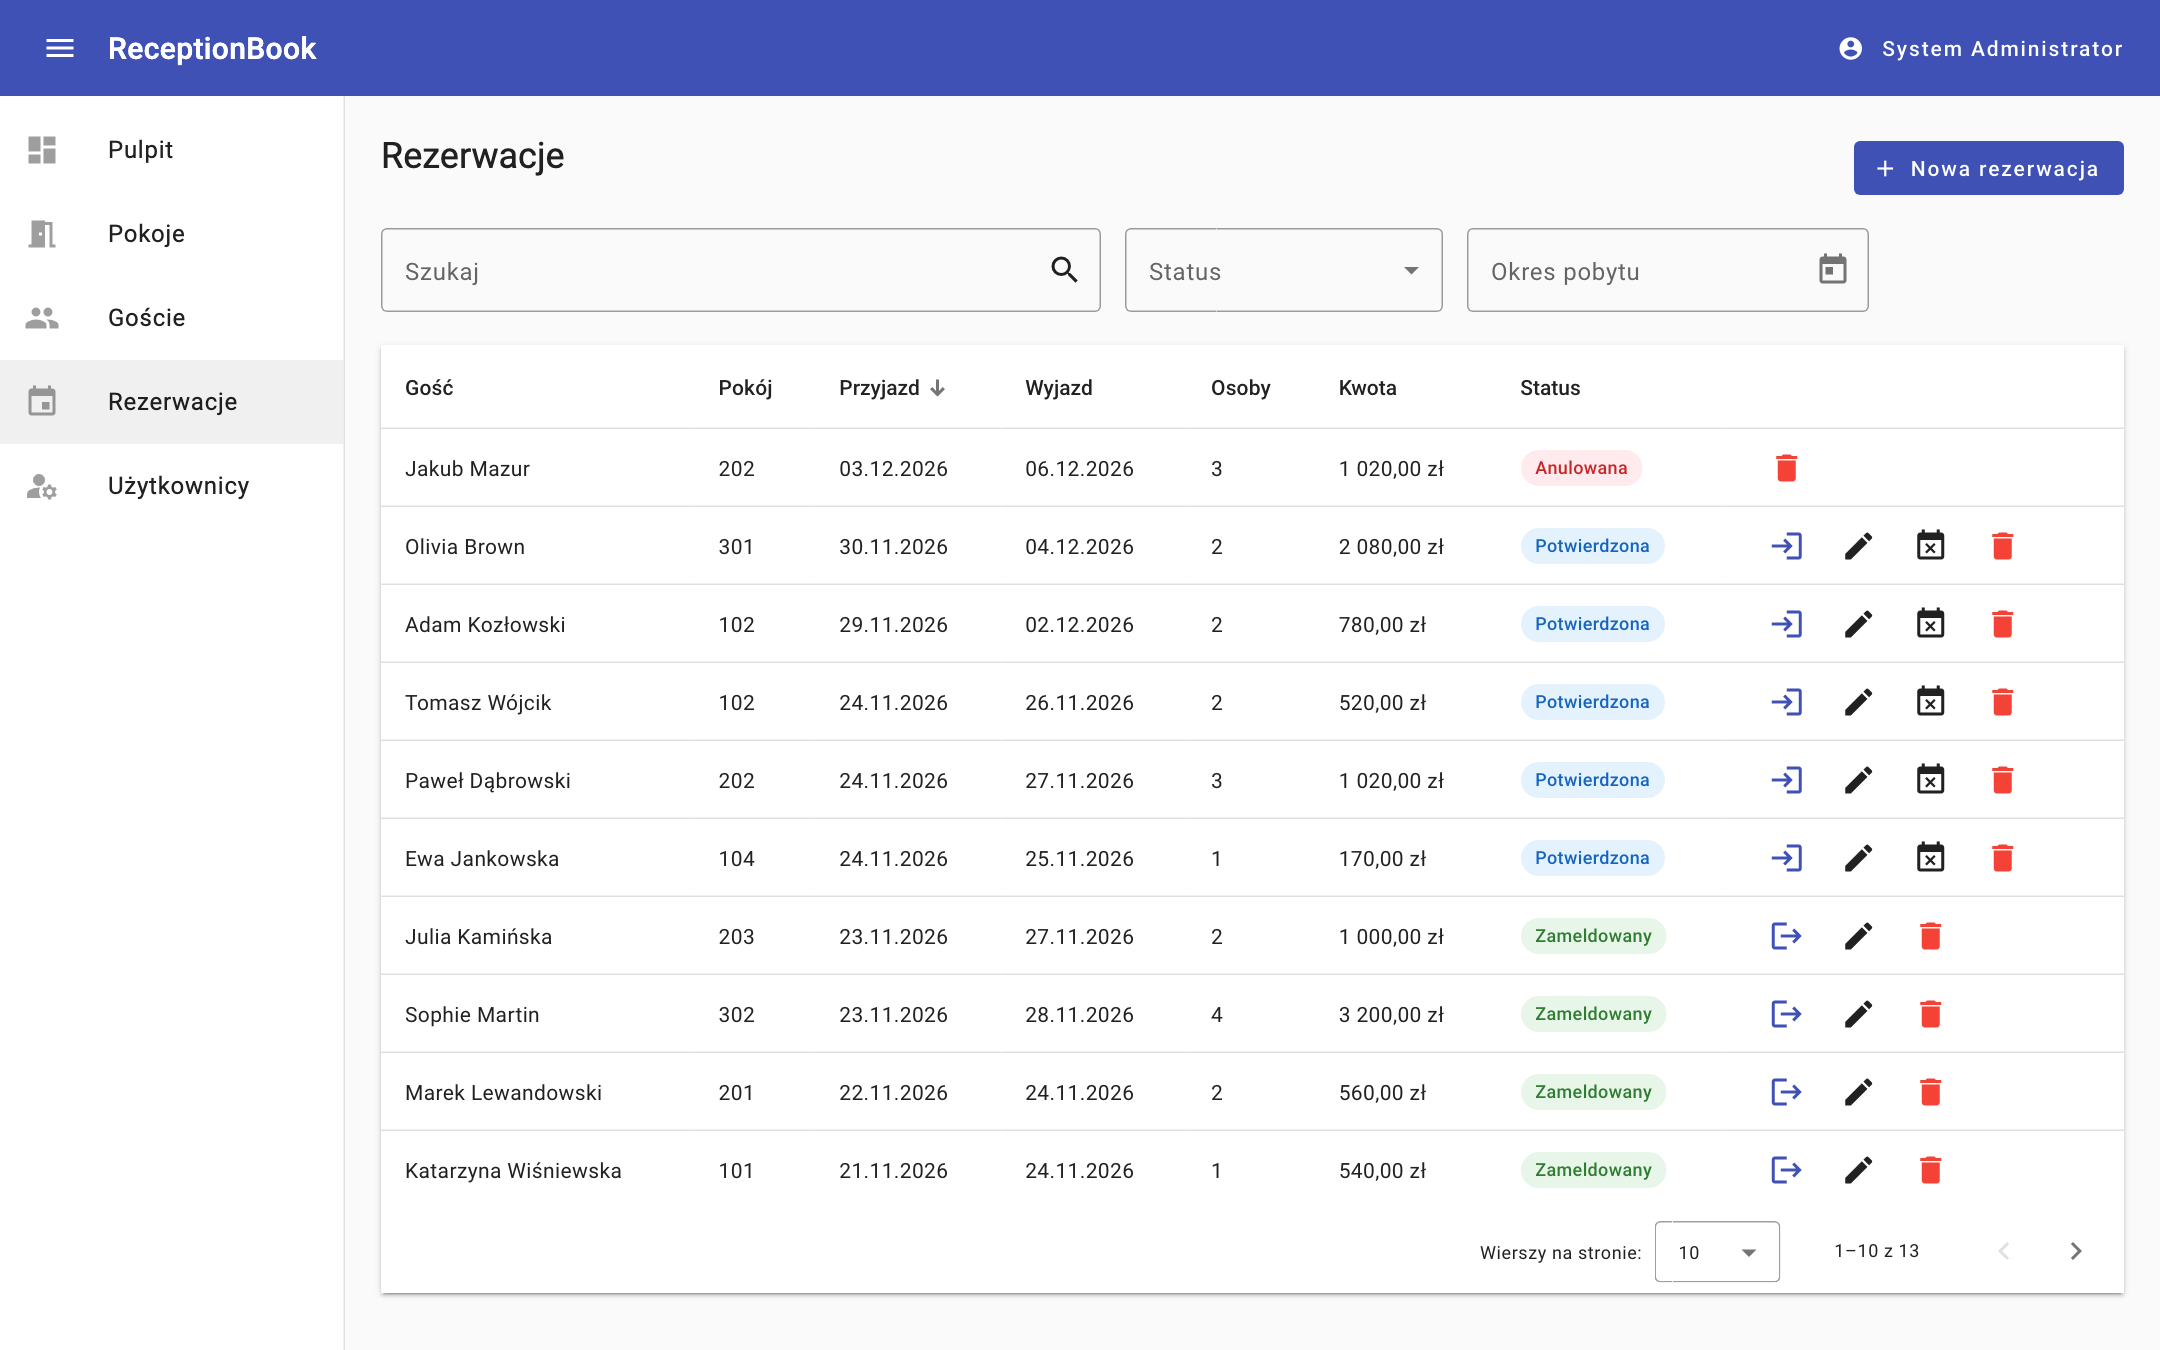 ReceptionBook
System Administrator
Pulpit
Pokoje
Goście
Rezerwacje
Użytkownicy
Rezerwacje
Nowa rezerwacja
Szukaj
Status
Okres pobytu
Gość Pokój Przyjazd Wyjazd Osoby Kwota Status
Jakub Mazur 202 03.12.2026 06.12.2026 3 1 020,00 zł Anulowana
Olivia Brown 301 30.11.2026 04.12.2026 2 2 080,00 zł Potwierdzona
Adam Kozłowski 102 29.11.2026 02.12.2026 2 780,00 zł Potwierdzona
Tomasz Wójcik 102 24.11.2026 26.11.2026 2 520,00 zł Potwierdzona
Paweł Dąbrowski 202 24.11.2026 27.11.2026 3 1 020,00 zł Potwierdzona
Ewa Jankowska 104 24.11.2026 25.11.2026 1 170,00 zł Potwierdzona
Julia Kamińska 203 23.11.2026 27.11.2026 2 1 000,00 zł Zameldowany
Sophie Martin 302 23.11.2026 28.11.2026 4 3 200,00 zł Zameldowany
Marek Lewandowski 201 22.11.2026 24.11.2026 2 560,00 zł Zameldowany
Katarzyna Wiśniewska 101 21.11.2026 24.11.2026 1 540,00 zł Zameldowany
Wierszy na stronie: 10 1–10 z 13